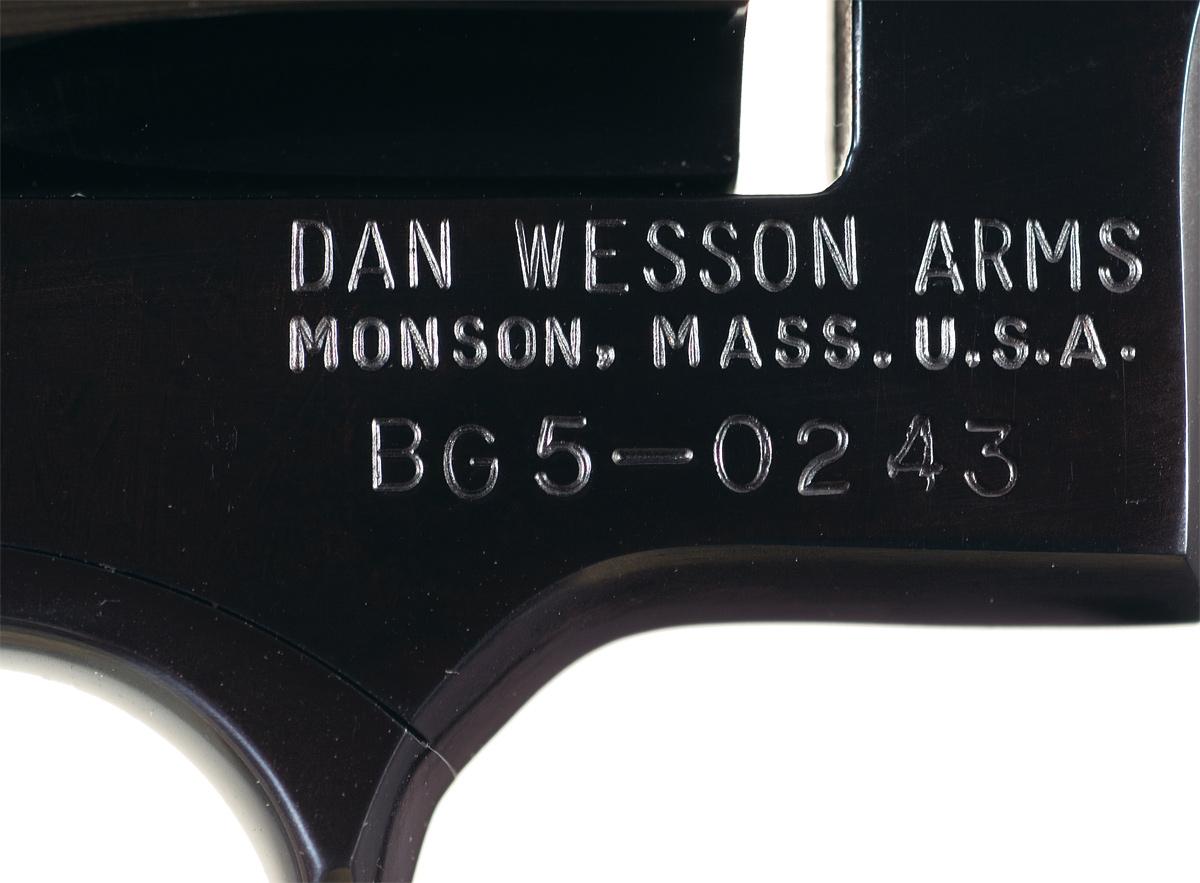 DAN WESSON ARMS
MONSON, MASS. U.S.A.
BG5-0243